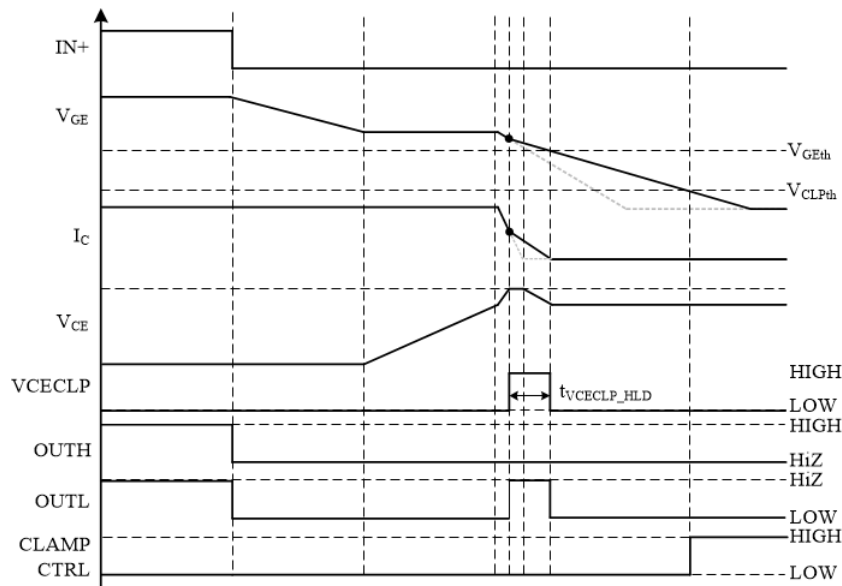 IN+
V_GE
V_GEth
V_CLPth
I_C
V_CE
VCECLP
HIGH
t_VCECLP_HLD
LOW
HIGH
OUTH
HiZ
HiZ
OUTL
LOW
HIGH
CLAMP
CTRL
LOW